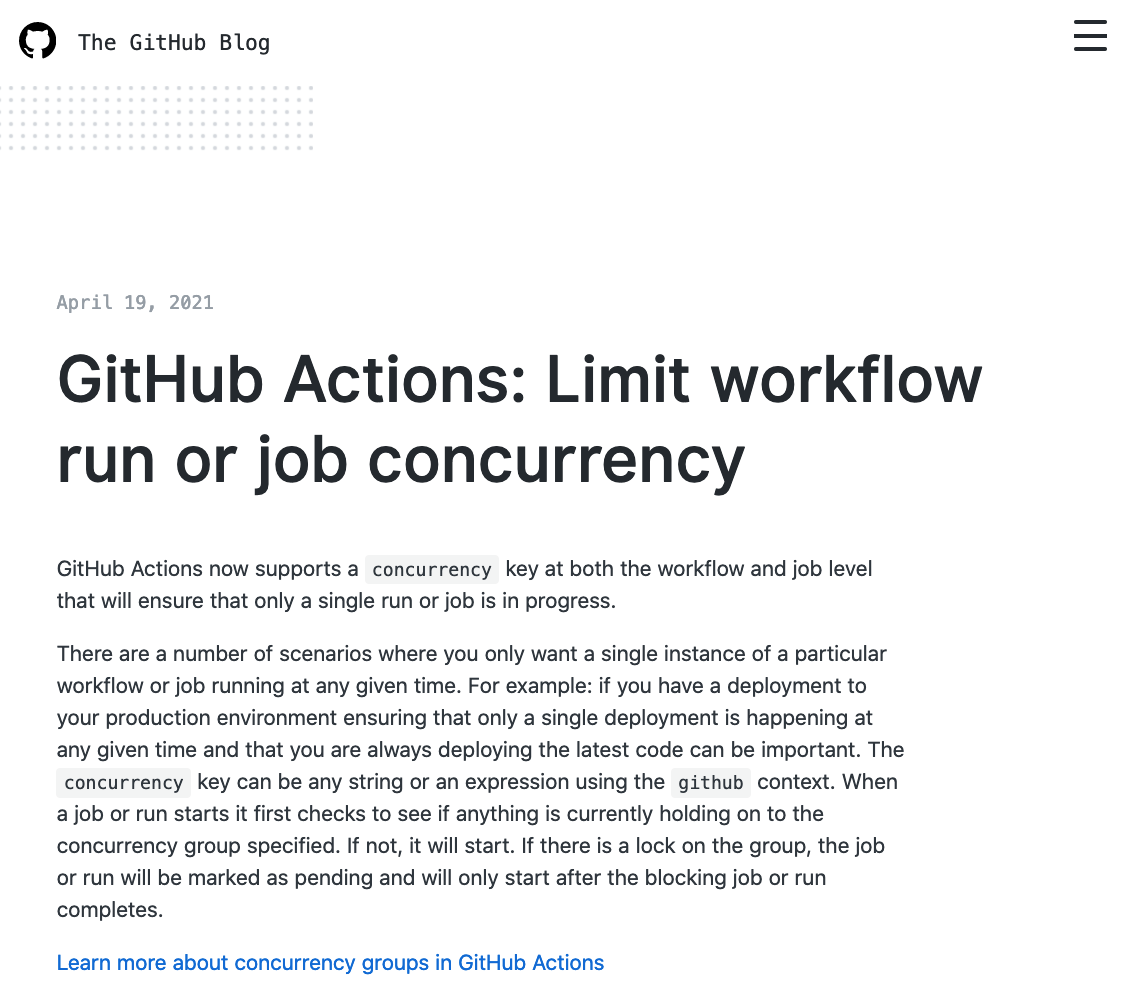 The GitHub Blog
April 19, 2021
GitHub Actions: Limit workflow
run or job concurrency
GitHub Actions now supports a concurrency key at both the workflow and job level
that will ensure that only a single run or job is in progress.
There are a number of scenarios where you only want a single instance of a particular
workflow or job running at any given time. For example: if you have a deployment to
your production environment ensuring that only a single deployment is happening at
any given time and that you are always deploying the latest code can be important. The
concurrency key can be any string or an expression using the github context. When
a job or run starts it first checks to see if anything is currently holding on to the
concurrency group specified. If not, it will start. If there is a lock on the group, the job
or run will be marked as pending and will only start after the blocking job or run
completes.
Learn more about concurrency groups in GitHub Actions